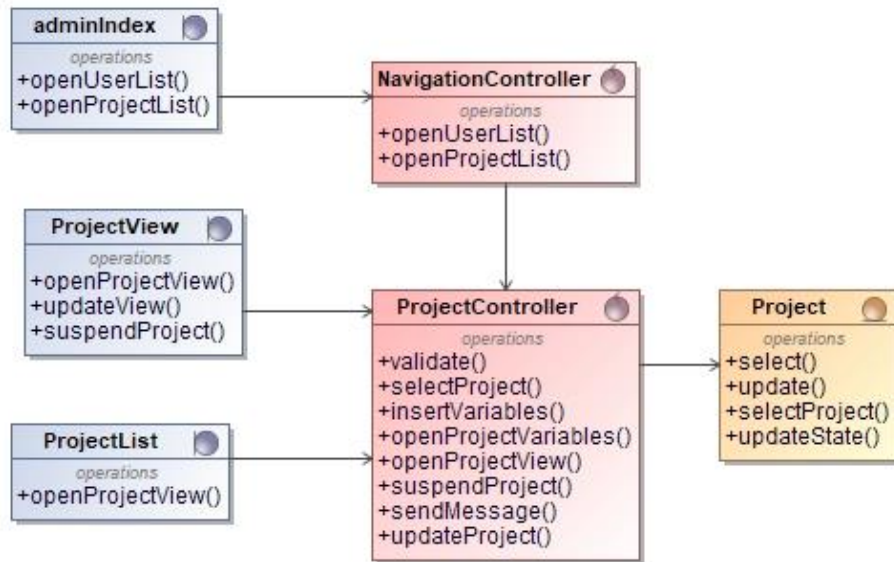 adminIndex
operations
+openUserList()
+openProjectList()
NavigationController
operations
+openUserList()
+openProjectList()
ProjectView
operations
+openProjectView()
+updateView()
+suspendProject()
ProjectController
operations
+validate()
+selectProject()
+insertVariables()
+openProjectVariables()
+openProjectView()
+suspendProject()
+sendMessage()
+updateProject()
Project
operations
+select()
+update()
+selectProject()
+updateState()
ProjectList
operations
+openProjectView()